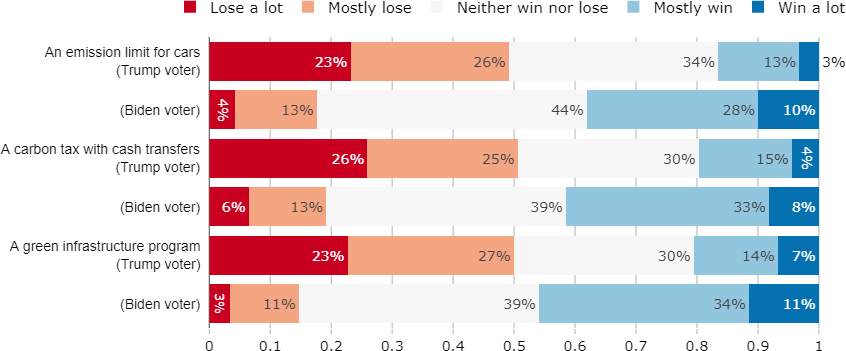 Lose a lot Mostly lose Neither win nor lose Mostly win Win a lot
An emission limit for cars
(Trump voter)
23% 26% 34% 13% 3%
(Biden voter) 4% 13% 44% 28% 10%
A carbon tax with cash transfers
(Trump voter)
26% 25% 30% 15% 4%
(Biden voter) 6% 13% 39% 33% 8%
A green infrastructure program
(Trump voter)
23% 27% 30% 14% 7%
(Biden voter) 3% 11% 39% 34% 11%
0 0.1 0.2 0.3 0.4 0.5 0.6 0.7 0.8 0.9 1